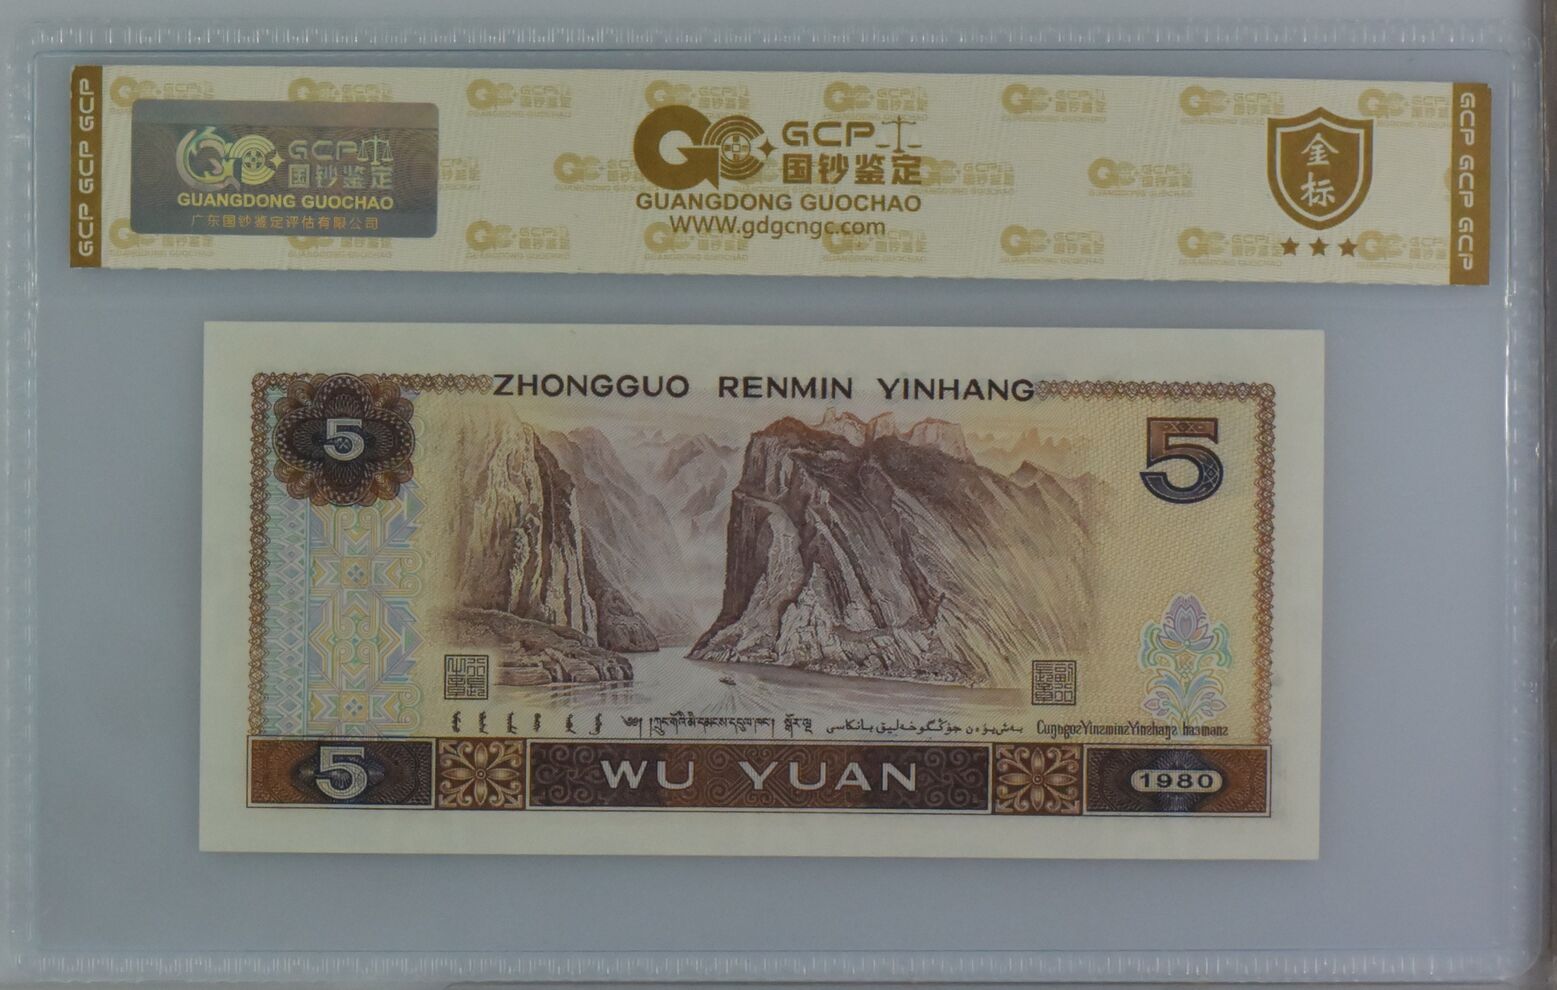 GCP GCP GCP
GCP
国钞鉴定
GUANGDONG GUOCHAO
广东国钞鉴定评估有限公司
GCP
国钞鉴定
GUANGDONG GUOCHAO
WWW.gdgcngc.com
金
标
GCP GCP GCP
ZHONGGUO RENMIN YINHANG
5
5
5
WU YUAN
1980